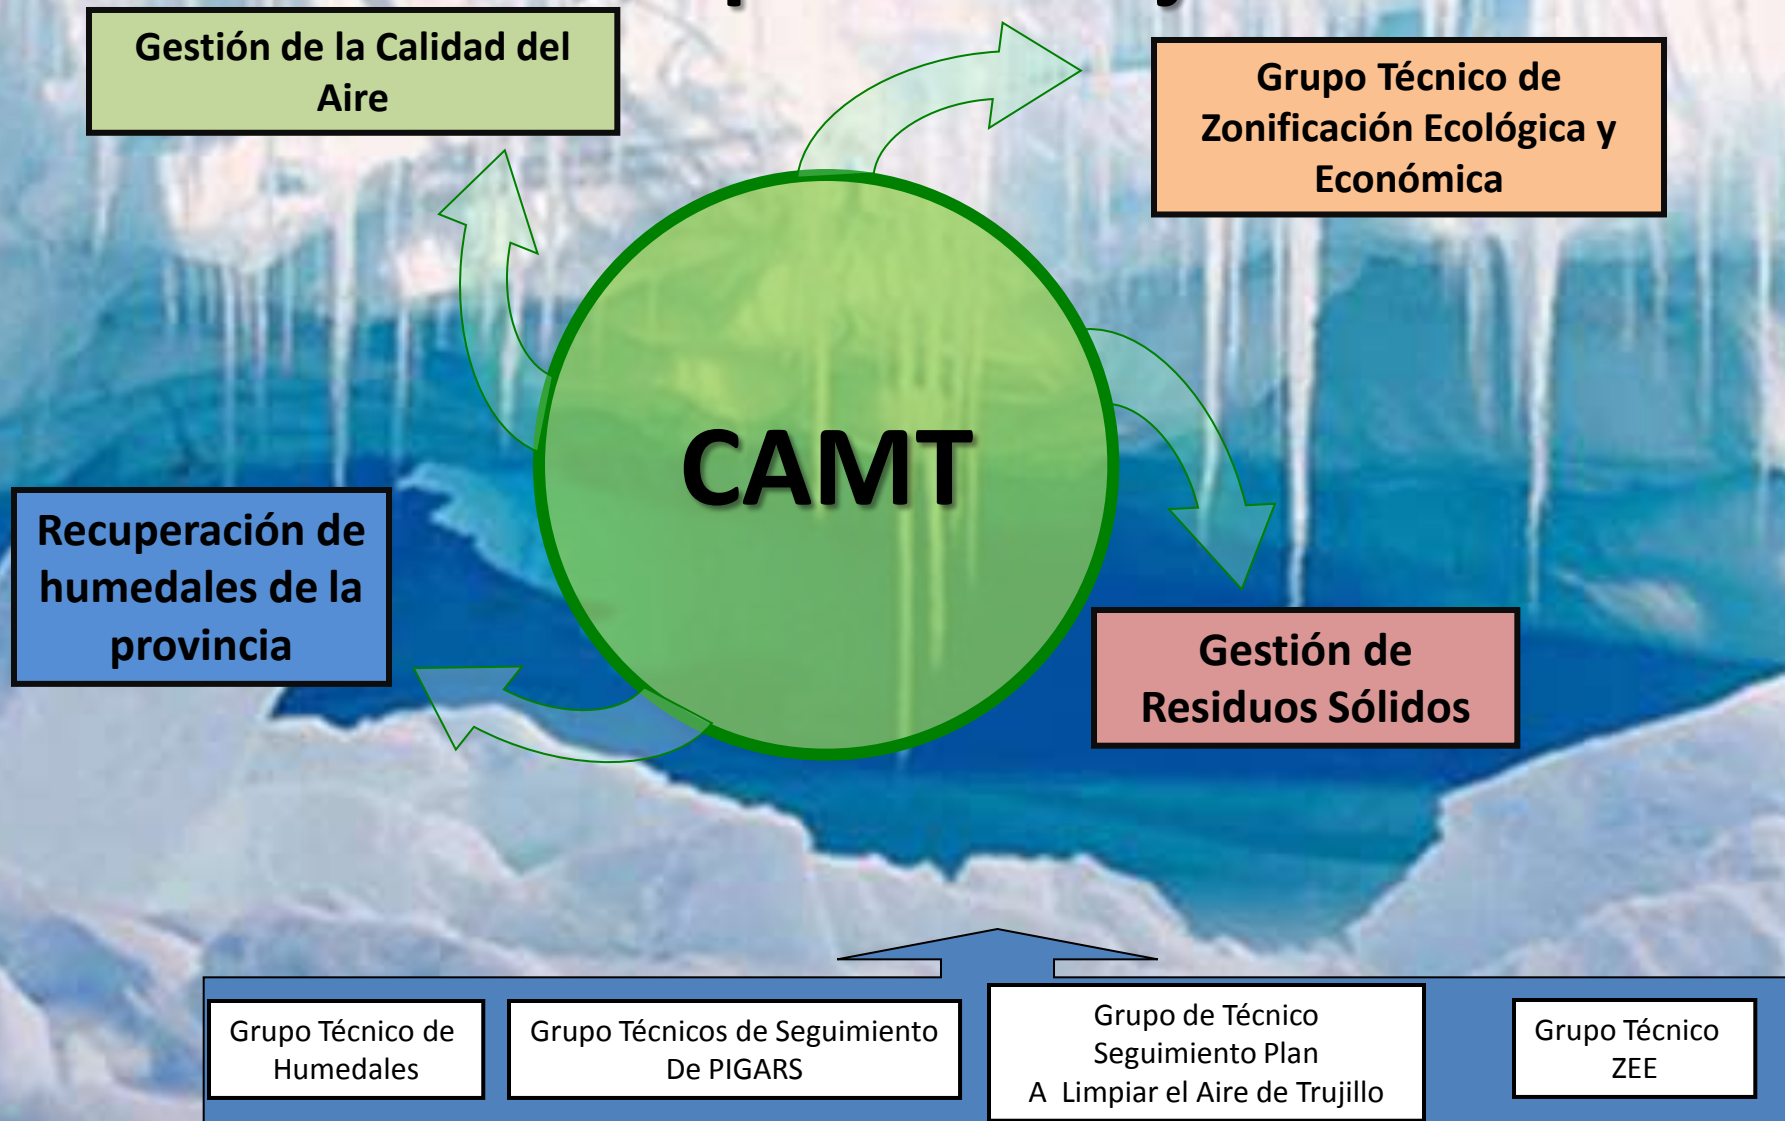 Gestión de la Calidad del
Aire
Grupo Técnico de
Zonificación Ecológica y
Económica
CAMT
Recuperación de
humedales de la
provincia
Gestión de
Residuos Sólidos
Grupo Técnico de
Humedales
Grupo Técnicos de Seguimiento
De PIGARS
Grupo de Técnico
Seguimiento Plan
A Limpiar el Aire de Trujillo
Grupo Técnico
ZEE